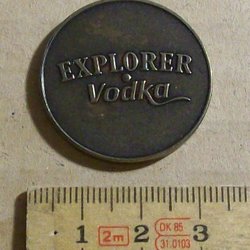 EXPLORER
Vodka
1 2m 2 DK 85 3
31.0103